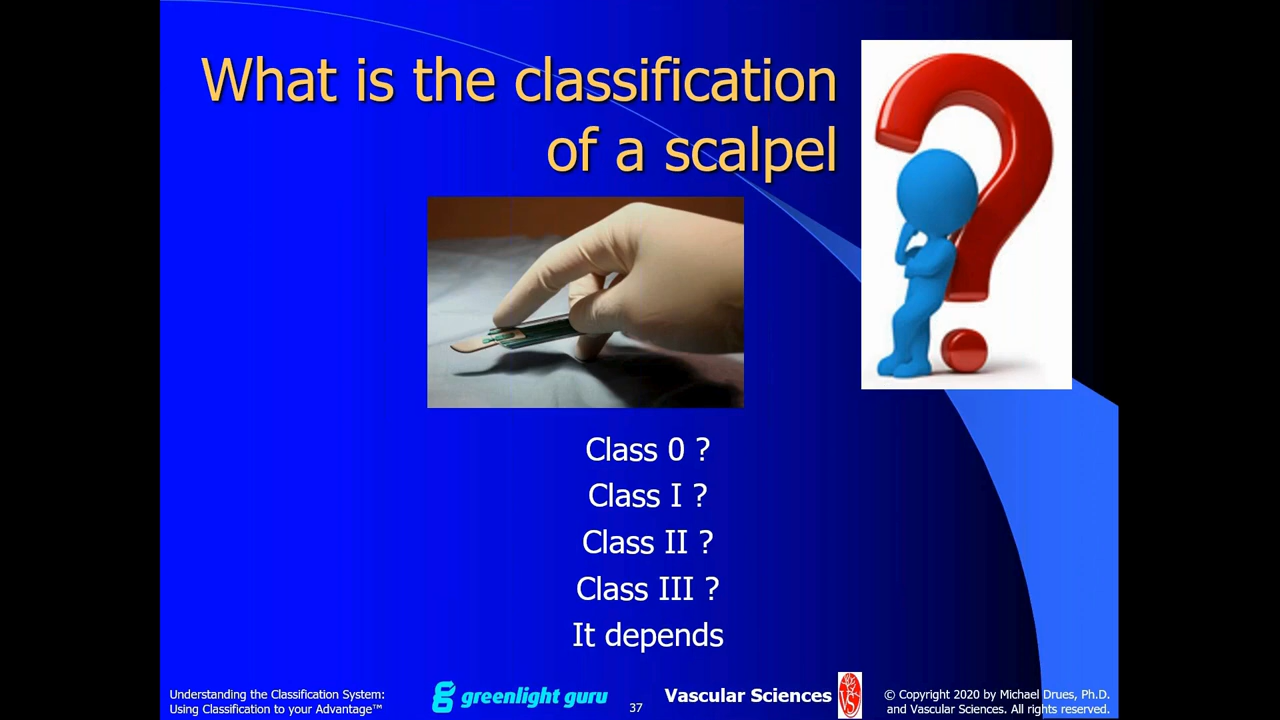 What is the classification
of a scalpel
Class 0 ?
Class I ?
Class II ?
Class III ?
It depends
Understanding the Classification System:
Using Classification to your Advantage™
greenlight guru
37
Vascular Sciences
VS
© Copyright 2020 by Michael Drues, Ph.D.
and Vascular Sciences. All rights reserved.